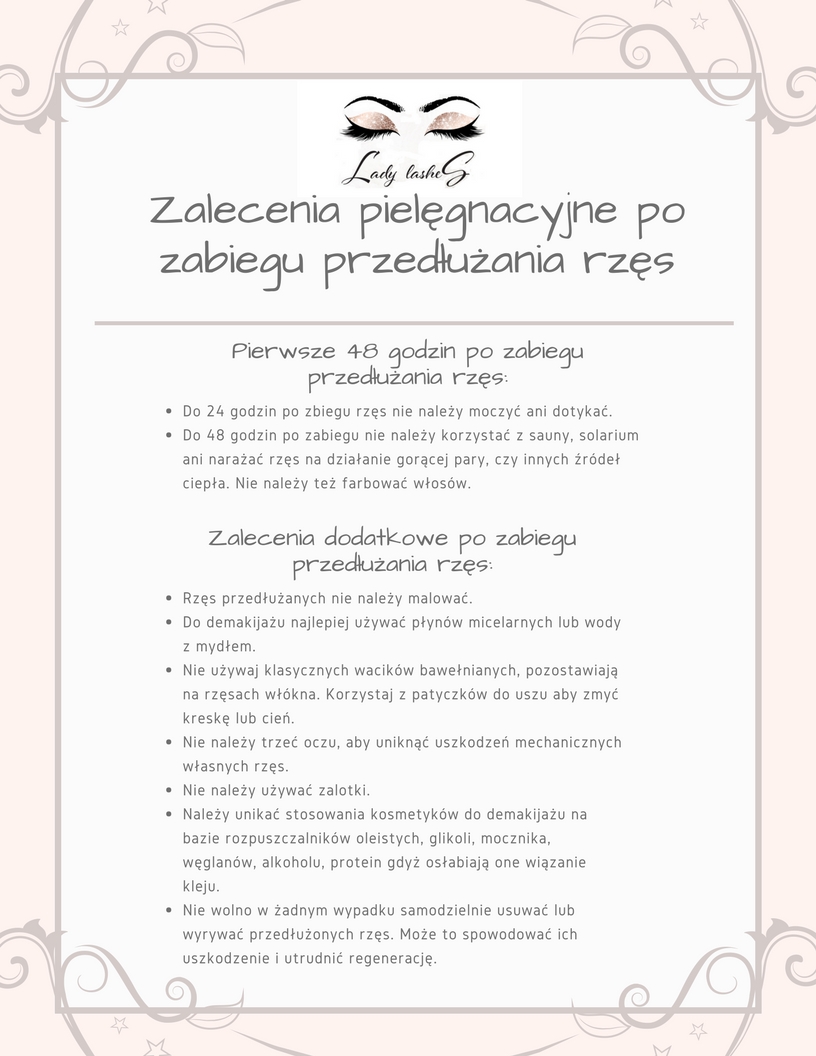 Lady lasheS
Zalecenia pielęgnacyjne po
zabiegu przedłużania rzęs
Pierwsze 48 godzin po zabiegu
przedłużania rzęs:
• Do 24 godzin po zbiegu rzęs nie należy moczyć ani dotykać.
• Do 48 godzin po zabiegu nie należy korzystać z sauny, solarium
ani narażać rzęs na działanie gorącej pary, czy innych źródeł
ciepła. Nie należy też farbować włosów.
Zalecenia dodatkowe po zabiegu
przedłużania rzęs:
• Rzęs przedłużanych nie należy malować.
• Do demakijażu najlepiej używać płynów micelarnych lub wody
z mydłem.
• Nie używaj klasycznych wacików bawełnianych, pozostawiają
na rzęsach włókna. Korzystaj z patyczków do uszu aby zmyć
kreskę lub cień.
• Nie należy trzeć oczu, aby uniknąć uszkodzeń mechanicznych
własnych rzęs.
• Nie należy używać zalotki.
• Należy unikać stosowania kosmetyków do demakijażu na
bazie rozpuszczalników oleistych, glikoli, mocznika,
węglanów, alkoholu, protein gdyż osłabiają one wiązanie
kleju.
• Nie wolno w żadnym wypadku samodzielnie usuwać lub
wyrywać przedłużonych rzęs. Może to spowodować ich
uszkodzenie i utrudnić regenerację.